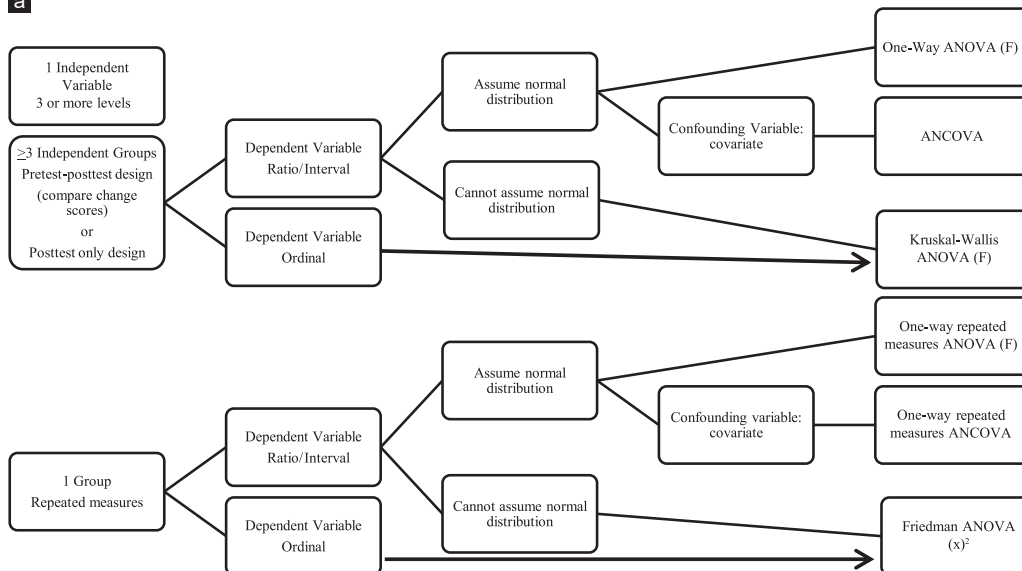 a
1 Independent
Variable
3 or more levels
≥3 Independent Groups
Pretest-posttest design
(compare change
scores)
or
Posttest only design
Dependent Variable
Ratio/Interval
Dependent Variable
Ordinal
Assume normal
distribution
Cannot assume normal
distribution
Confounding Variable:
covariate
One-Way ANOVA (F)
ANCOVA
Kruskal-Wallis
ANOVA (F)
1 Group
Repeated measures
Dependent Variable
Ratio/Interval
Dependent Variable
Ordinal
Assume normal
distribution
Cannot assume normal
distribution
Confounding variable:
covariate
One-way repeated
measures ANOVA (F)
One-way repeated
measures ANCOVA
Friedman ANOVA
(x)²